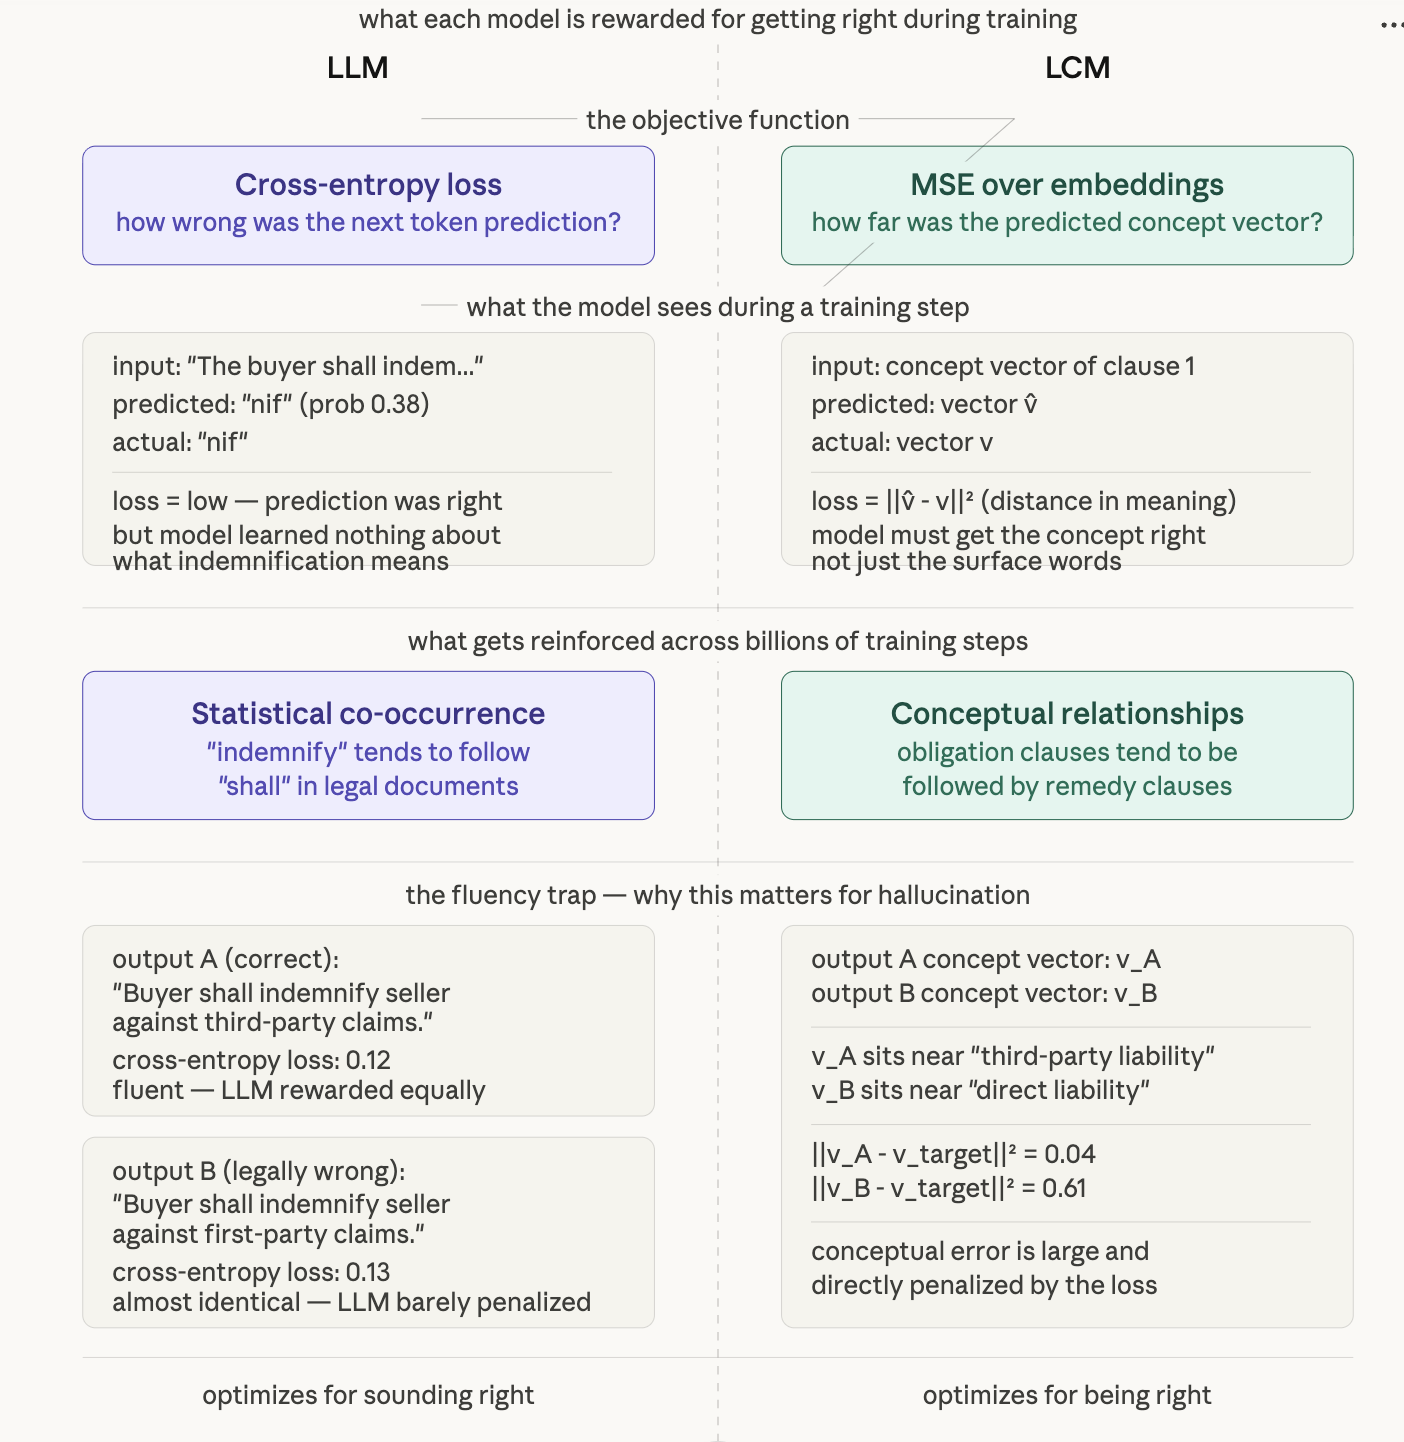 what each model is rewarded for getting right during training
...
LLM
LCM
the objective function
Cross-entropy loss
how wrong was the next token prediction?
MSE over embeddings
how far was the predicted concept vector?
what the model sees during a training step
input: "The buyer shall indem..."
predicted: "nif" (prob 0.38)
actual: "nif"
loss = low — prediction was right
but model learned nothing about
what indemnification means
input: concept vector of clause 1
predicted: vector v̂
actual: vector v
loss = ||v̂ - v||² (distance in meaning)
model must get the concept right
not just the surface words
what gets reinforced across billions of training steps
Statistical co-occurrence
"indemnify" tends to follow
"shall" in legal documents
Conceptual relationships
obligation clauses tend to be
followed by remedy clauses
the fluency trap — why this matters for hallucination
output A (correct):
"Buyer shall indemnify seller
against third-party claims."
cross-entropy loss: 0.12
fluent — LLM rewarded equally
output B (legally wrong):
"Buyer shall indemnify seller
against first-party claims."
cross-entropy loss: 0.13
almost identical — LLM barely penalized
output A concept vector: v_A
output B concept vector: v_B
v_A sits near "third-party liability"
v_B sits near "direct liability"
||v_A - v_target||² = 0.04
||v_B - v_target||² = 0.61
conceptual error is large and
directly penalized by the loss
optimizes for sounding right
optimizes for being right